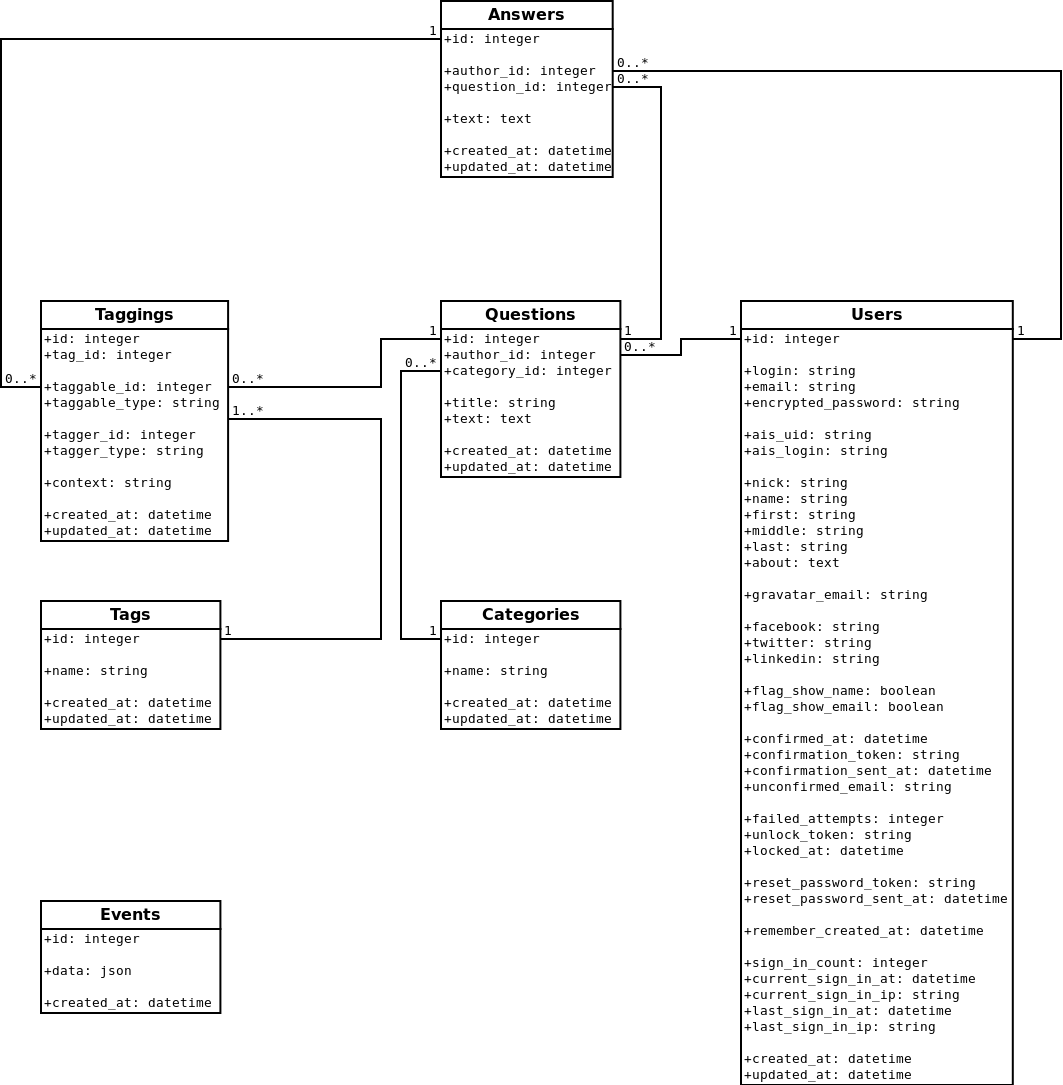 Answers
+id: integer
+author_id: integer
+question_id: integer
+text: text
+created_at: datetime
+updated_at: datetime
1
0..*
0..*
Taggings
+id: integer
+tag_id: integer
+taggable_id: integer
+taggable_type: string
+tagger_id: integer
+tagger_type: string
+context: string
+created_at: datetime
+updated_at: datetime
0..*
0..*
1..*
Questions
+id: integer
+author_id: integer
+category_id: integer
+title: string
+text: text
+created_at: datetime
+updated_at: datetime
1
0..*
1
0..*
Users
+id: integer
+login: string
+email: string
+encrypted_password: string
+ais_uid: string
+ais_login: string
+nick: string
+name: string
+first: string
+middle: string
+last: string
+about: text
+gravatar_email: string
+facebook: string
+twitter: string
+linkedin: string
+flag_show_name: boolean
+flag_show_email: boolean
+confirmed_at: datetime
+confirmation_token: string
+confirmation_sent_at: datetime
+unconfirmed_email: string
+failed_attempts: integer
+unlock_token: string
+locked_at: datetime
+reset_password_token: string
+reset_password_sent_at: datetime
+remember_created_at: datetime
+sign_in_count: integer
+current_sign_in_at: datetime
+current_sign_in_ip: string
+last_sign_in_at: datetime
+last_sign_in_ip: string
+created_at: datetime
+updated_at: datetime
1
1
Tags
+id: integer
+name: string
+created_at: datetime
+updated_at: datetime
1
Categories
+id: integer
+name: string
+created_at: datetime
+updated_at: datetime
1
Events
+id: integer
+data: json
+created_at: datetime